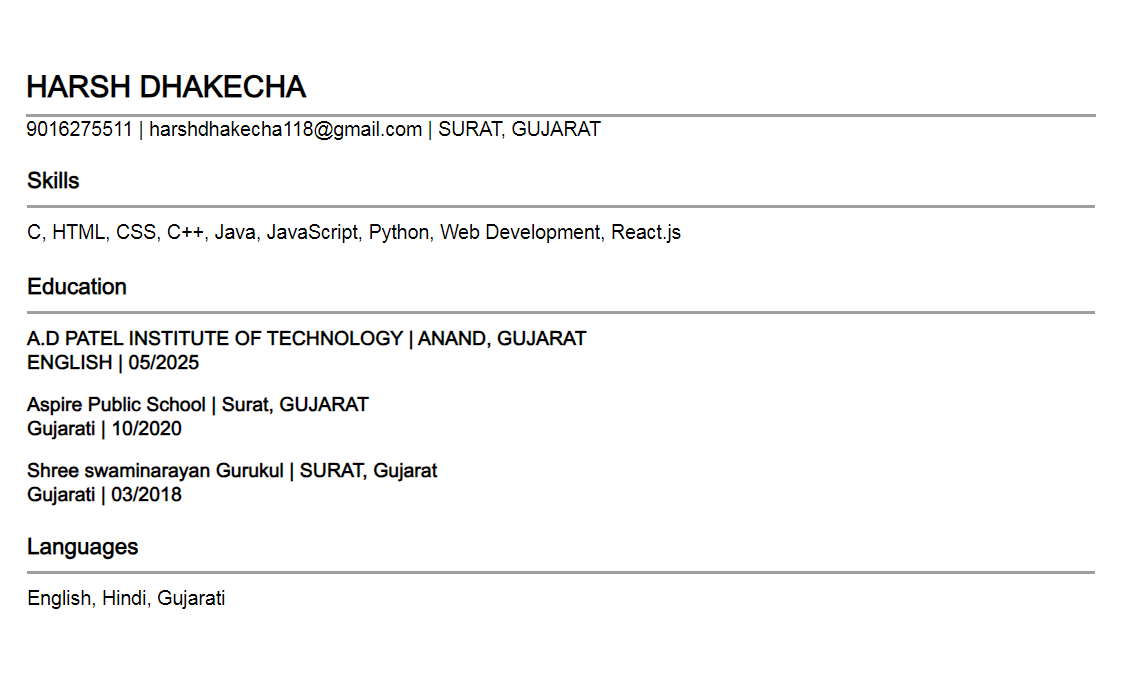 HARSH DHAKECHA
9016275511 | harshdhakecha118@gmail.com | SURAT, GUJARAT
Skills
C, HTML, CSS, C++, Java, JavaScript, Python, Web Development, React.js
Education
A.D PATEL INSTITUTE OF TECHNOLOGY | ANAND, GUJARAT
ENGLISH | 05/2025
Aspire Public School | Surat, GUJARAT
Gujarati | 10/2020
Shree swaminarayan Gurukul | SURAT, Gujarat
Gujarati | 03/2018
Languages
English, Hindi, Gujarati